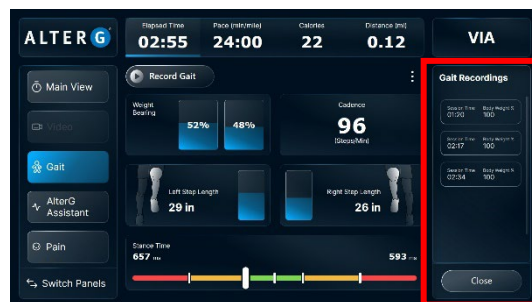 ALTER G
Elapsed Time
02:55
Pace (min/mile)
24:00
Calories
22
Distance (mi)
0.12
VIA
Main View
Video
Gait
AlterG
Assistant
Pain
Switch Panels
Record Gait
Weight
Bearing
52%
48%
Cadence
96
(Steps/Min)
Left Step Length
29 in
Right Step Length
26 in
Stance Time
657 ms
593 ms
Gait Recordings
Session Time Body Weight %
01:20 100
Session Time Body Weight %
02:17 100
Session Time Body Weight %
02:34 100
Close